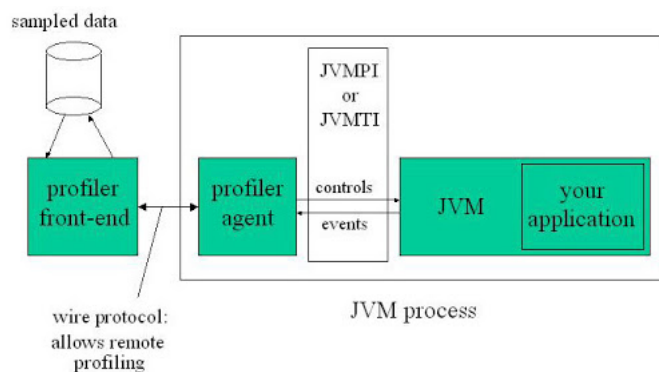 sampled data
JVMPI
or
JVMTI
profiler
front-end
profiler
agent
controls
events
JVM
your
application
wire protocol:
allows remote
profiling
JVM process